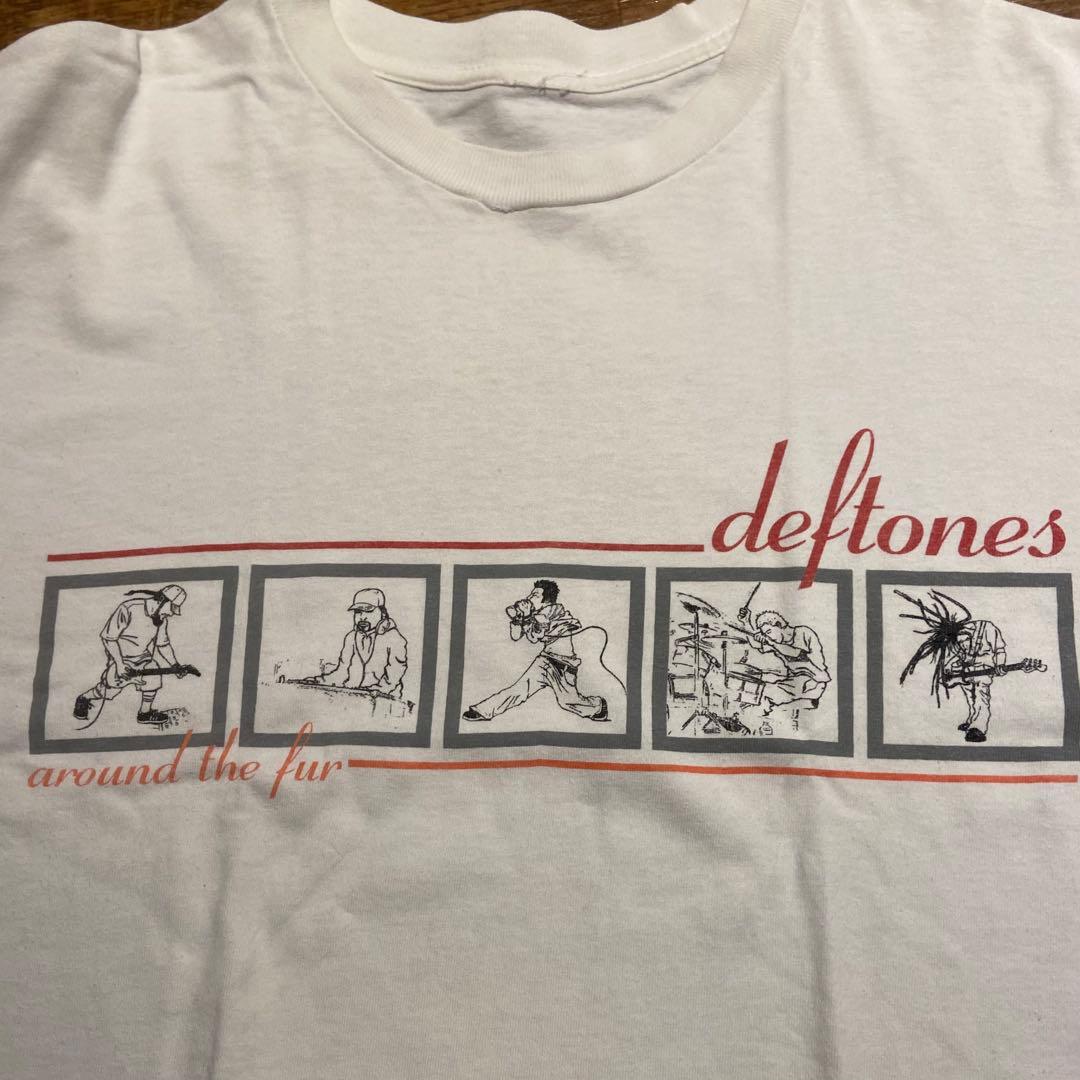 deftones
around the fur